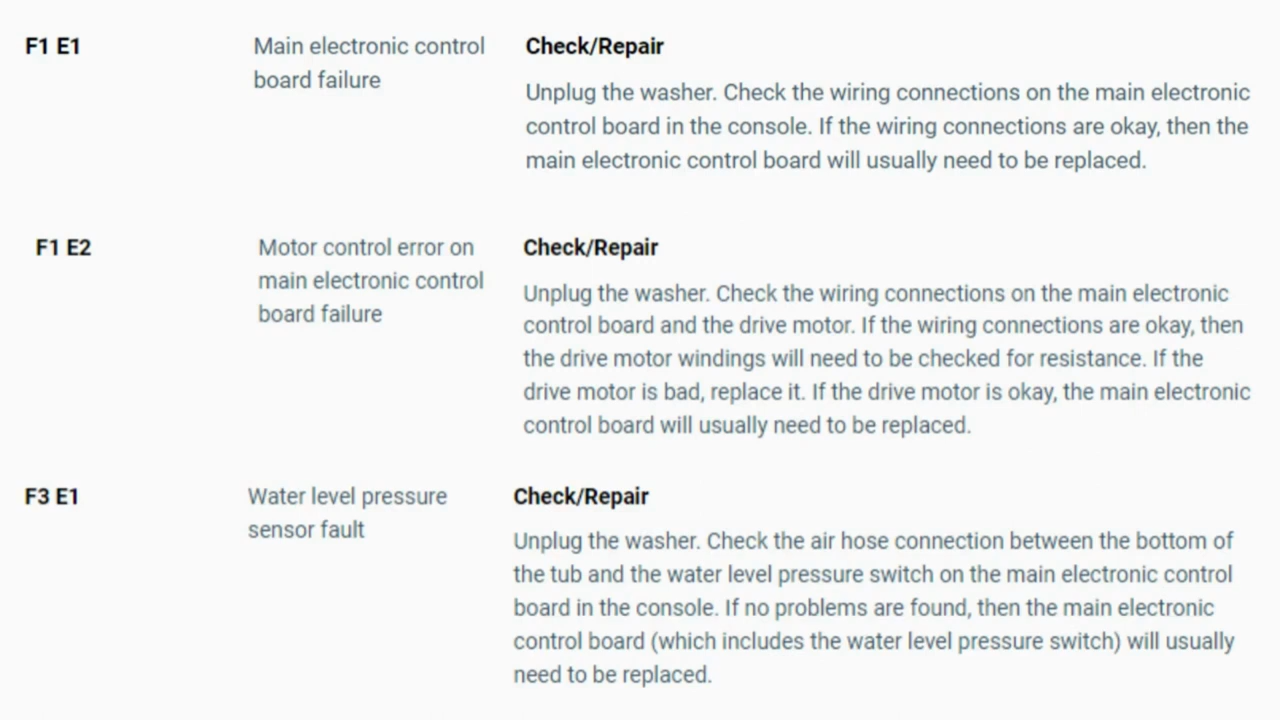 F1 E1
Main electronic control
board failure
Check/Repair
Unplug the washer. Check the wiring connections on the main electronic
control board in the console. If the wiring connections are okay, then the
main electronic control board will usually need to be replaced.
F1 E2
Motor control error on
main electronic control
board failure
Check/Repair
Unplug the washer. Check the wiring connections on the main electronic
control board and the drive motor. If the wiring connections are okay, then
the drive motor windings will need to be checked for resistance. If the
drive motor is bad, replace it. If the drive motor is okay, the main electronic
control board will usually need to be replaced.
F3 E1
Water level pressure
sensor fault
Check/Repair
Unplug the washer. Check the air hose connection between the bottom of
the tub and the water level pressure switch on the main electronic control
board in the console. If no problems are found, then the main electronic
control board (which includes the water level pressure switch) will usually
need to be replaced.